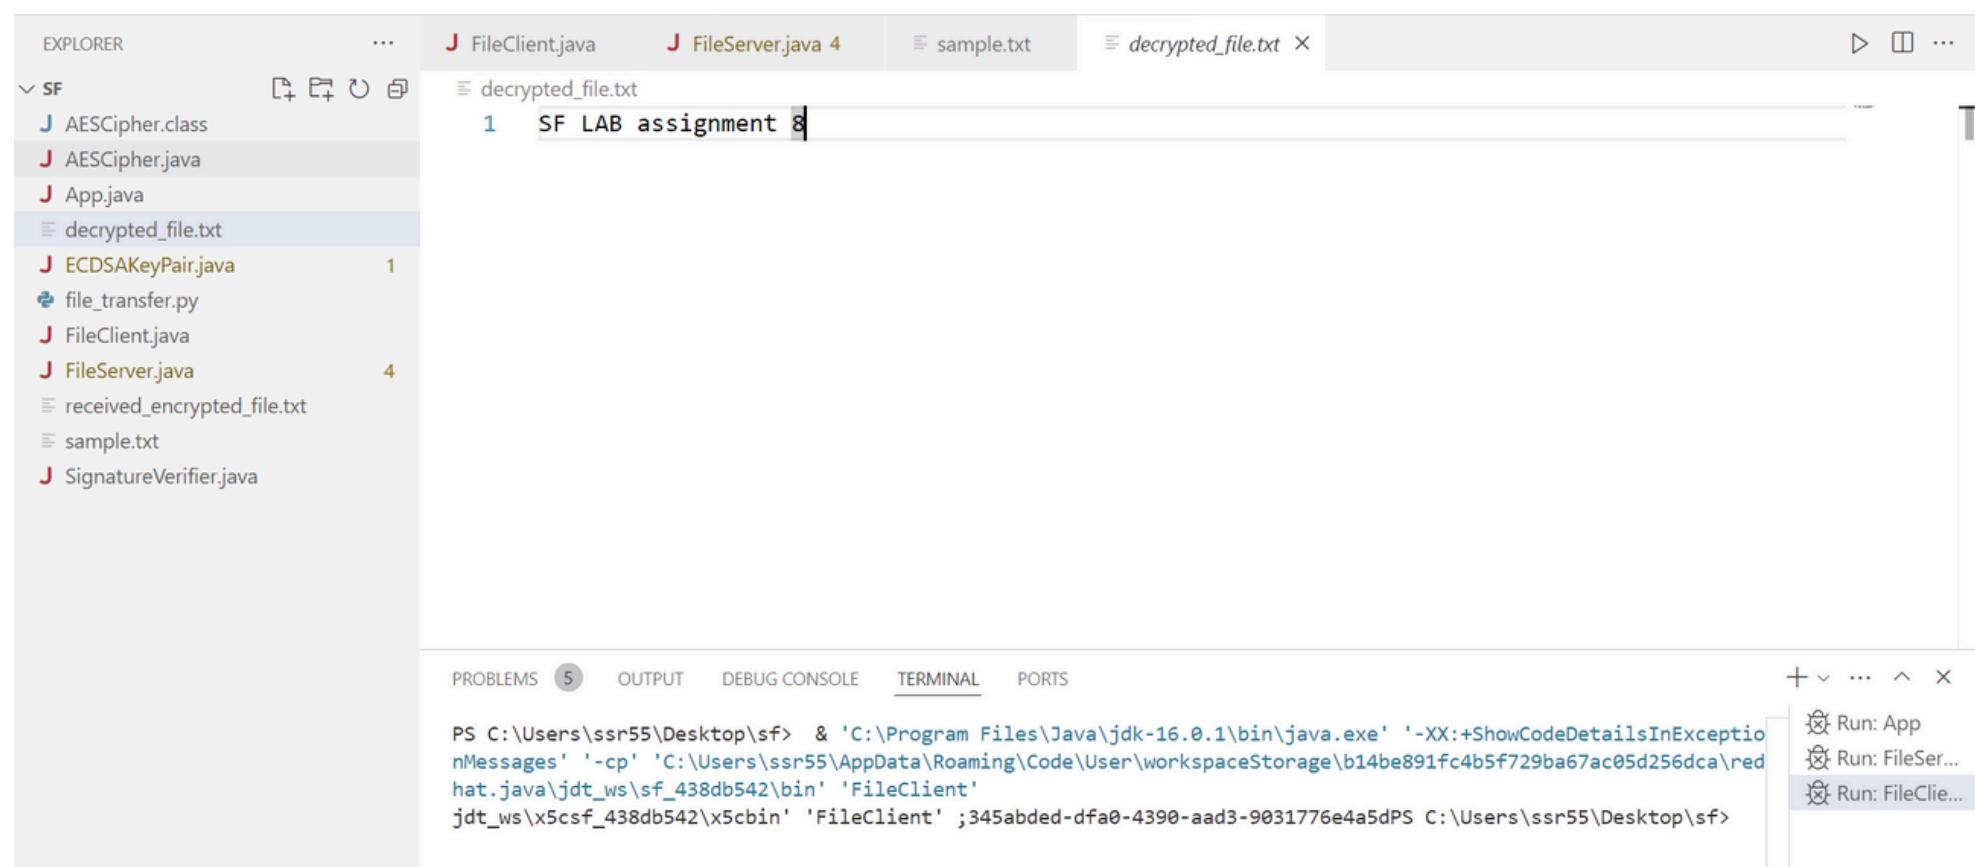 EXPLORER
SF
AESCipher.class
AESCipher.java
App.java
decrypted_file.txt
ECDSAKeyPair.java 1
file_transfer.py
FileClient.java
FileServer.java 4
received_encrypted_file.txt
sample.txt
SignatureVerifier.java
FileClient.java FileServer.java 4 sample.txt decrypted_file.txt
decrypted_file.txt
1 SF LAB assignment 8
PROBLEMS 5 OUTPUT DEBUG CONSOLE TERMINAL PORTS
PS C:\Users\ssr55\Desktop\sf>  & 'C:\Program Files\Java\jdk-16.0.1\bin\java.exe' '-XX:+ShowCodeDetailsInExceptio
nMessages' '-cp' 'C:\Users\ssr55\AppData\Roaming\Code\User\workspaceStorage\b14be891fc4b5f729ba67ac05d256dca\red
hat.java\jdt_ws\sf_438db542\bin' 'FileClient'
jdt_ws\x5csf_438db542\x5cbin' 'FileClient' ;345abded-dfa0-4390-aad3-9031776e4a5dPS C:\Users\ssr55\Desktop\sf>
Run: App
Run: FileSer...
Run: FileClie...